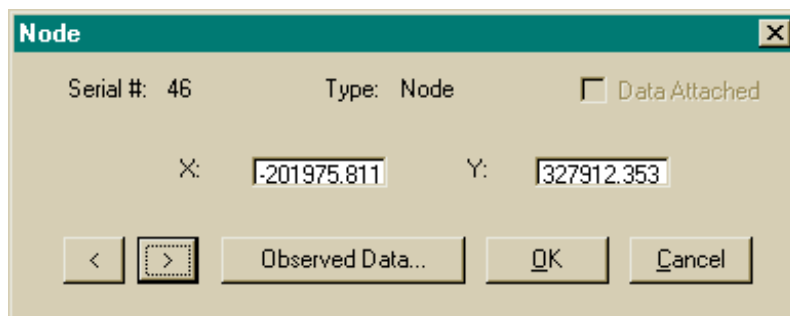 Node
Serial #: 46 Type: Node Data Attached
X: -201975.811 Y: 327912.353
< > Observed Data... OK Cancel